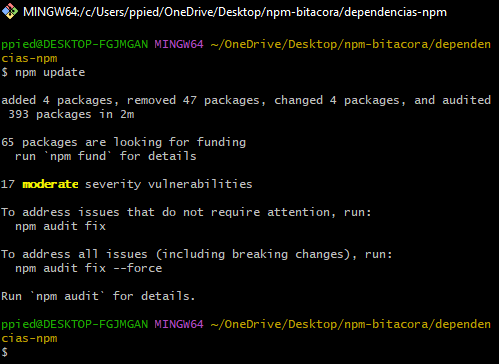 MINGW64:/c/Users/ppied/OneDrive/Desktop/npm-bitacora/dependencias-npm
ppied@DESKTOP-FGJMGAN MINGW64 ~/OneDrive/Desktop/npm-bitacora/dependen
cias-npm
$ npm update
added 4 packages, removed 47 packages, changed 4 packages, and audited
393 packages in 2m
65 packages are looking for funding
run `npm fund` for details
17 moderate severity vulnerabilities
To address issues that do not require attention, run:
npm audit fix
To address all issues (including breaking changes), run:
npm audit fix --force
Run `npm audit` for details.
ppied@DESKTOP-FGJMGAN MINGW64 ~/OneDrive/Desktop/npm-bitacora/dependen
cias-npm
$